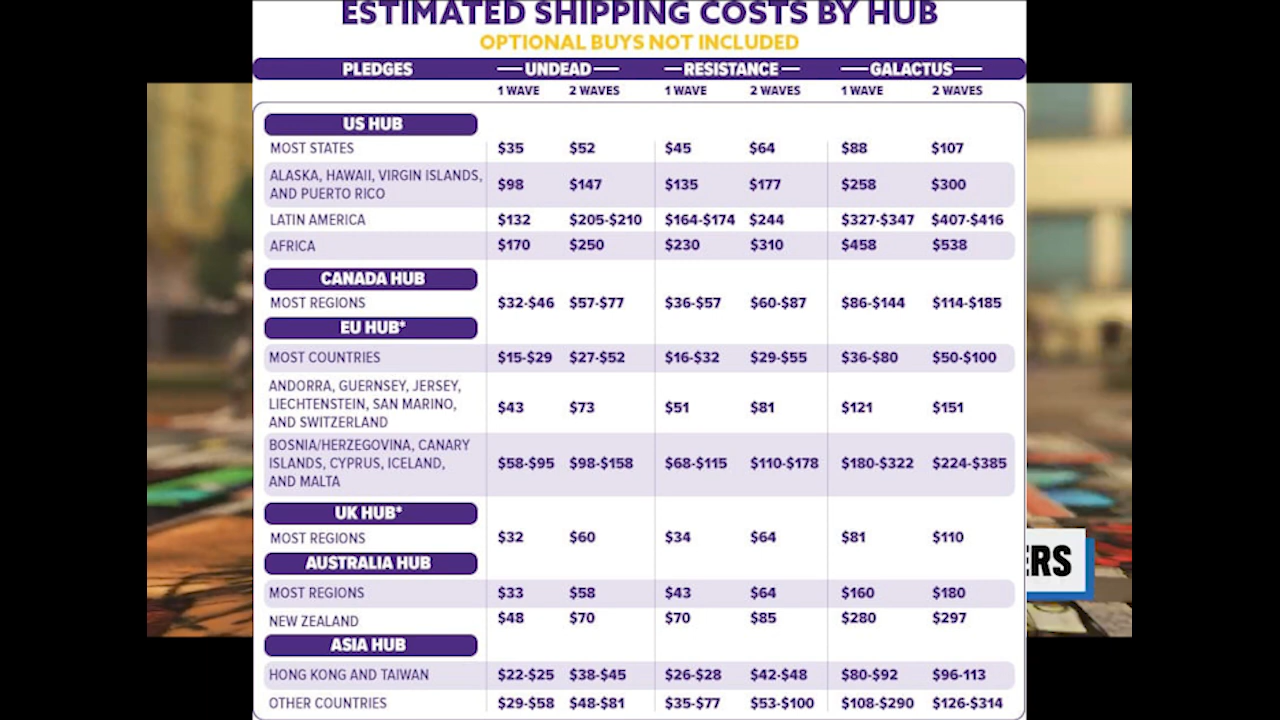 ESTIMATED SHIPPING COSTS BY HUB
OPTIONAL BUYS NOT INCLUDED
PLEDGES — UNDEAD — — RESISTANCE — — GALACTUS —
1 WAVE 2 WAVES 1 WAVE 2 WAVES 1 WAVE 2 WAVES
US HUB
MOST STATES $35 $52 $45 $64 $88 $107
ALASKA, HAWAII, VIRGIN ISLANDS,
AND PUERTO RICO $98 $147 $135 $177 $258 $300
LATIN AMERICA $132 $205-$210 $164-$174 $244 $327-$347 $407-$416
AFRICA $170 $250 $230 $310 $458 $538
CANADA HUB
MOST REGIONS $32-$46 $57-$77 $36-$57 $60-$87 $86-$144 $114-$185
EU HUB*
MOST COUNTRIES $15-$29 $27-$52 $16-$32 $29-$55 $36-$80 $50-$100
ANDORRA, GUERNSEY, JERSEY,
LIECHTENSTEIN, SAN MARINO, $43 $73 $51 $81 $121 $151
AND SWITZERLAND
BOSNIA/HERZEGOVINA, CANARY
ISLANDS, CYPRUS, ICELAND, $58-$95 $98-$158 $68-$115 $110-$178 $180-$322 $224-$385
AND MALTA
UK HUB*
MOST REGIONS $32 $60 $34 $64 $81 $110
AUSTRALIA HUB
MOST REGIONS $33 $58 $43 $64 $160 $180
NEW ZEALAND $48 $70 $70 $85 $280 $297
ASIA HUB
HONG KONG AND TAIWAN $22-$25 $38-$45 $26-$28 $42-$48 $80-$92 $96-113
OTHER COUNTRIES $29-$58 $48-$81 $35-$77 $53-$100 $108-$290 $126-$314